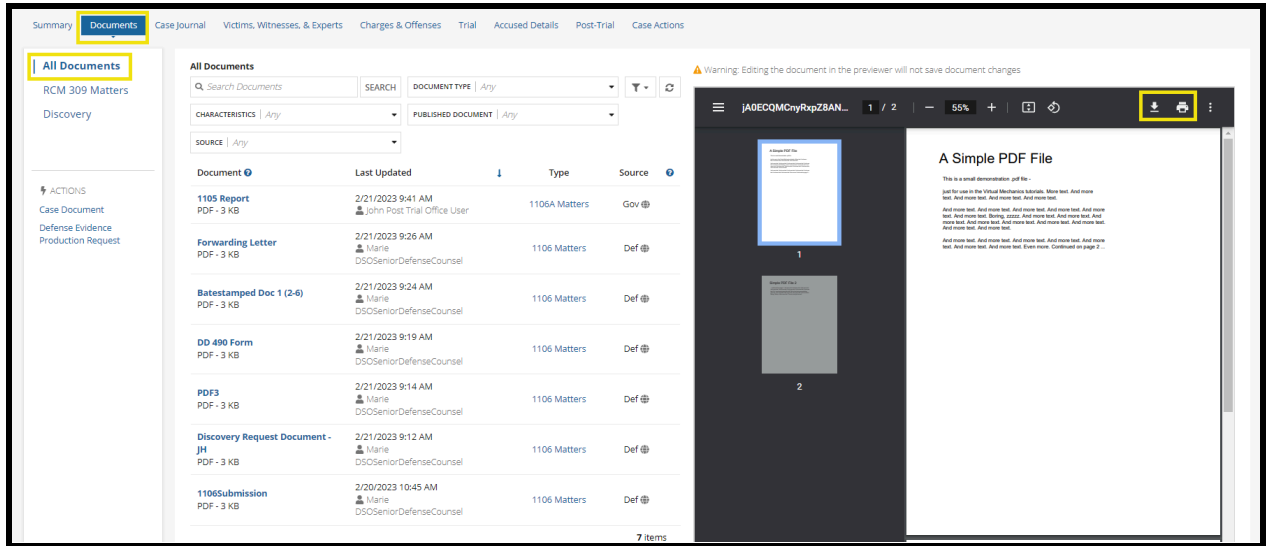 Summary Documents Case Journal Victims, Witnesses, & Experts Charges & Offenses Trial Accused Details Post-Trial Case Actions
All Documents
RCM 309 Matters
Discovery
ACTIONS
Case Document
Defense Evidence
Production Request
All Documents
Search Documents SEARCH DOCUMENT TYPE Any
CHARACTERISTICS Any PUBLISHED DOCUMENT Any
SOURCE Any
Document Last Updated Type Source
1105 Report 2/21/2023 9:41 AM 1106A Matters Gov
PDF - 3 KB John Post Trial Office User
Forwarding Letter 2/21/2023 9:26 AM 1106 Matters Def
PDF - 3 KB Marie
DSOSeniorDefenseCounsel
Batestamped Doc 1 (2-6) 2/21/2023 9:24 AM 1106 Matters Def
PDF - 3 KB Marie
DSOSeniorDefenseCounsel
DD 490 Form 2/21/2023 9:19 AM 1106 Matters Def
PDF - 3 KB Marie
DSOSeniorDefenseCounsel
PDF3 2/21/2023 9:14 AM 1106 Matters Def
PDF - 3 KB Marie
DSOSeniorDefenseCounsel
Discovery Request Document - 2/21/2023 9:12 AM
JH Marie 1106 Matters Def
PDF - 3 KB DSOSeniorDefenseCounsel
1106Submission 2/20/2023 10:45 AM 1106 Matters Def
PDF - 3 KB Marie
DSOSeniorDefenseCounsel
7 items
Warning: Editing the document in the previewer will not save document changes
jA0ECQMCnyRxpZ8AN... 1 / 2 55%
A Simple PDF File
1
2
A Simple PDF File
This is a small demonstration .pdf file -
just for use in the Virtual Mechanics tutorials. More text. And more
text. And more text. And more text. And more text.
And more text. And more text. And more text. And more text. And more
text. And more text. Boring, zzzzz. And more text. And more text. And
more text. And more text. And more text. And more text. And more text.
And more text. And more text.
And more text. And more text. And more text. And more text. And more
text. And more text. And more text. Even more. Continued on page 2 ...